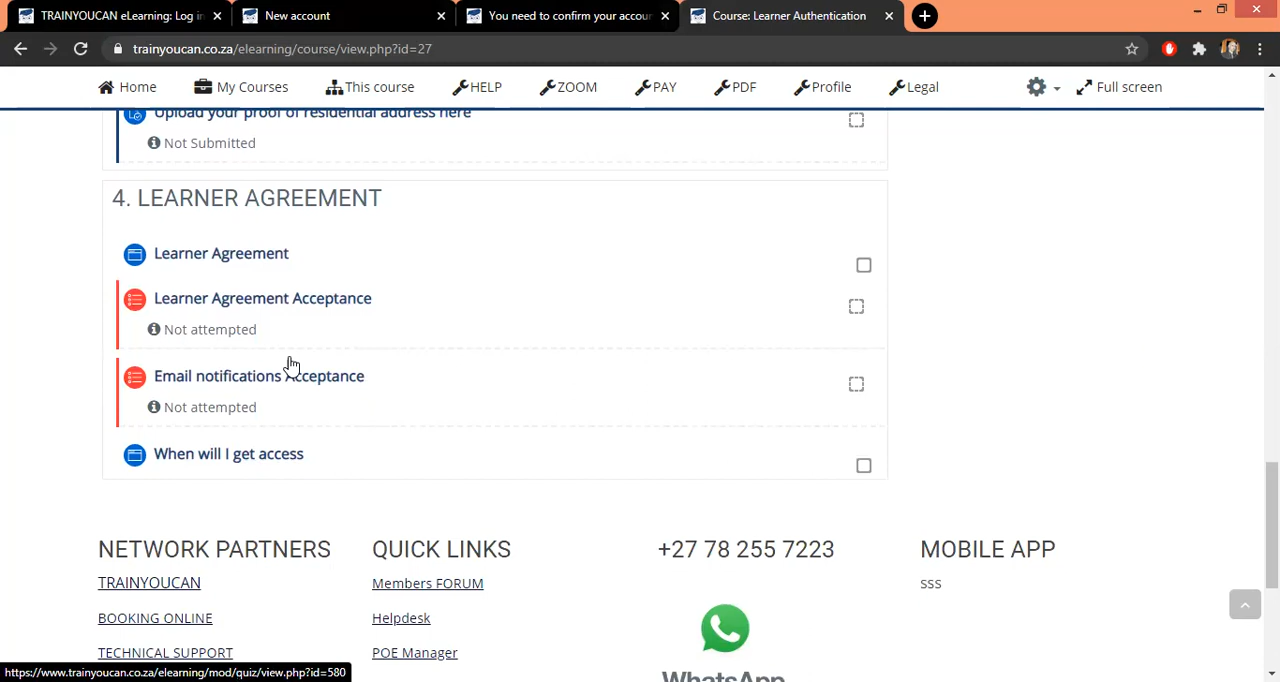 TRAINYOUCAN eLearning: Log in
New account
You need to confirm your accou
Course: Learner Authentication
trainyoucan.co.za/elearning/course/view.php?id=27
Home
My Courses
This course
HELP
ZOOM
PAY
PDF
Profile
Legal
Full screen
Upload your proof of residential address here
Not Submitted
4. LEARNER AGREEMENT
Learner Agreement
Learner Agreement Acceptance
Not attempted
Email notifications Acceptance
Not attempted
When will I get access
NETWORK PARTNERS
QUICK LINKS
+27 78 255 7223
MOBILE APP
TRAINYOUCAN
Members FORUM
sss
BOOKING ONLINE
Helpdesk
TECHNICAL SUPPORT
POE Manager
WhatsApp
https://www.trainyoucan.co.za/elearning/mod/quiz/view.php?id=580